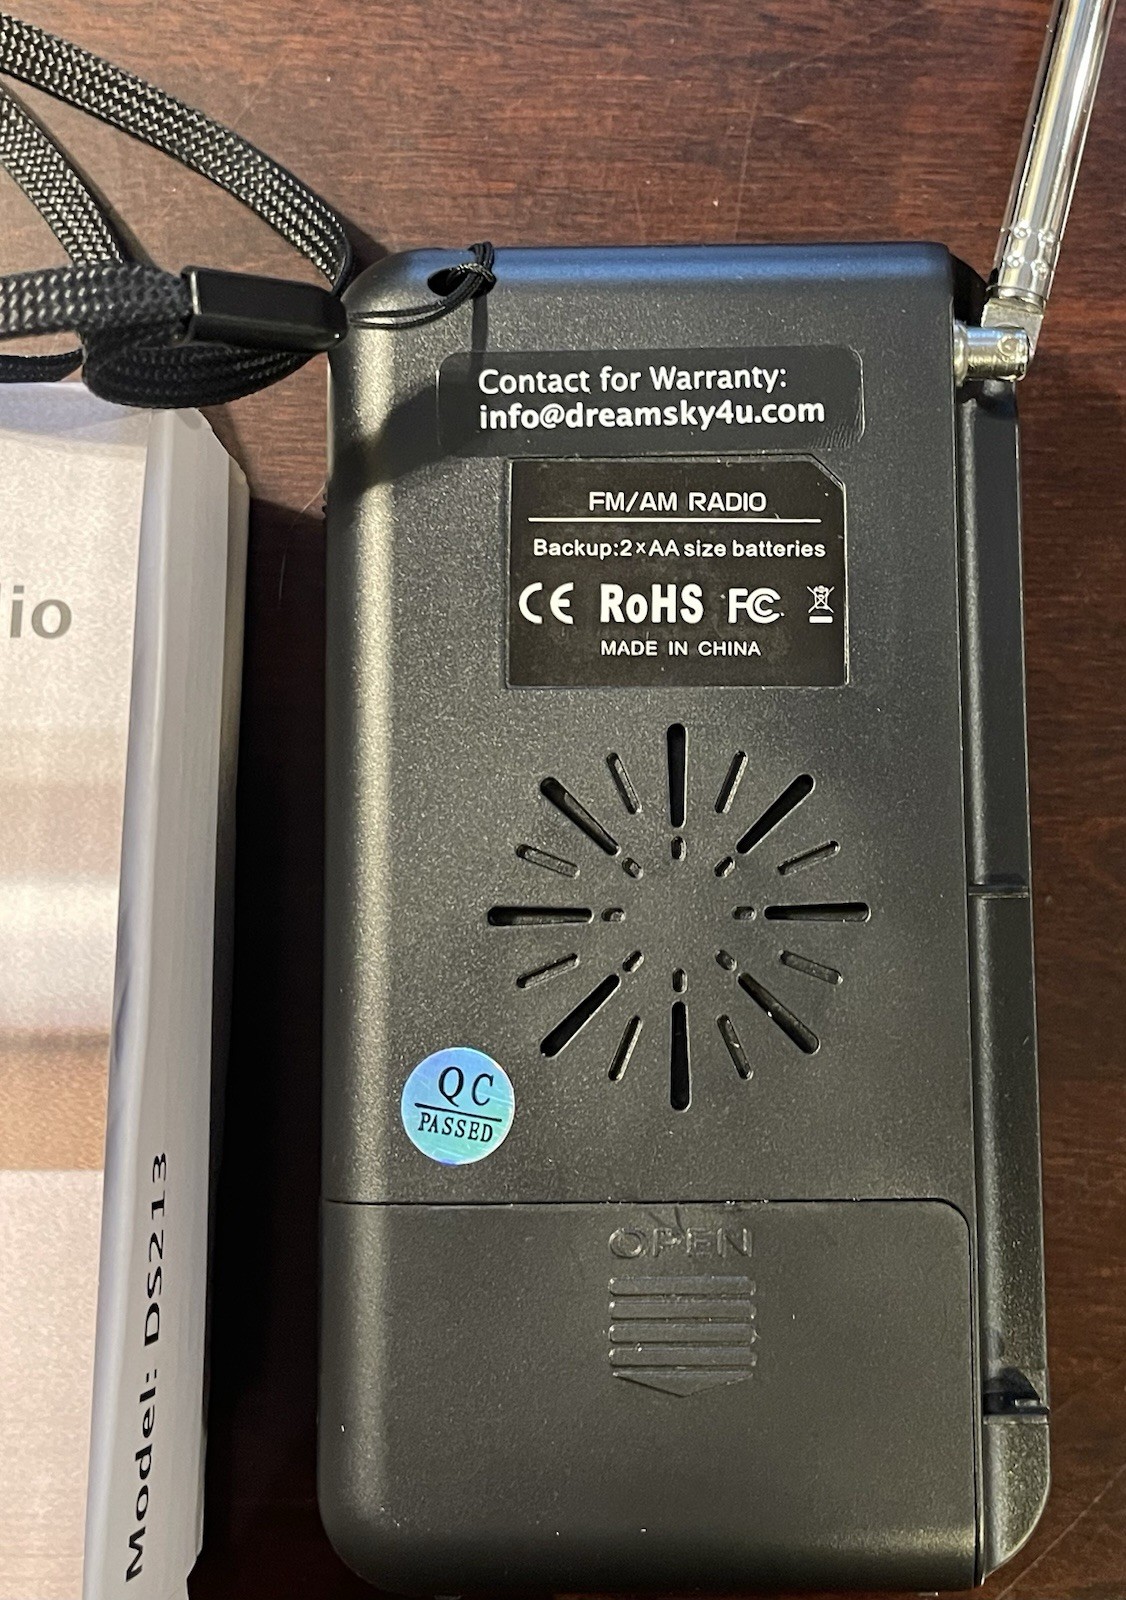 Contact for Warranty:
info@dreamsky4u.com
FM/AM RADIO
Backup:2×AA size batteries
CE RoHS FC
MADE IN CHINA
dio
QC
PASSED
OPEN
Model: DS213